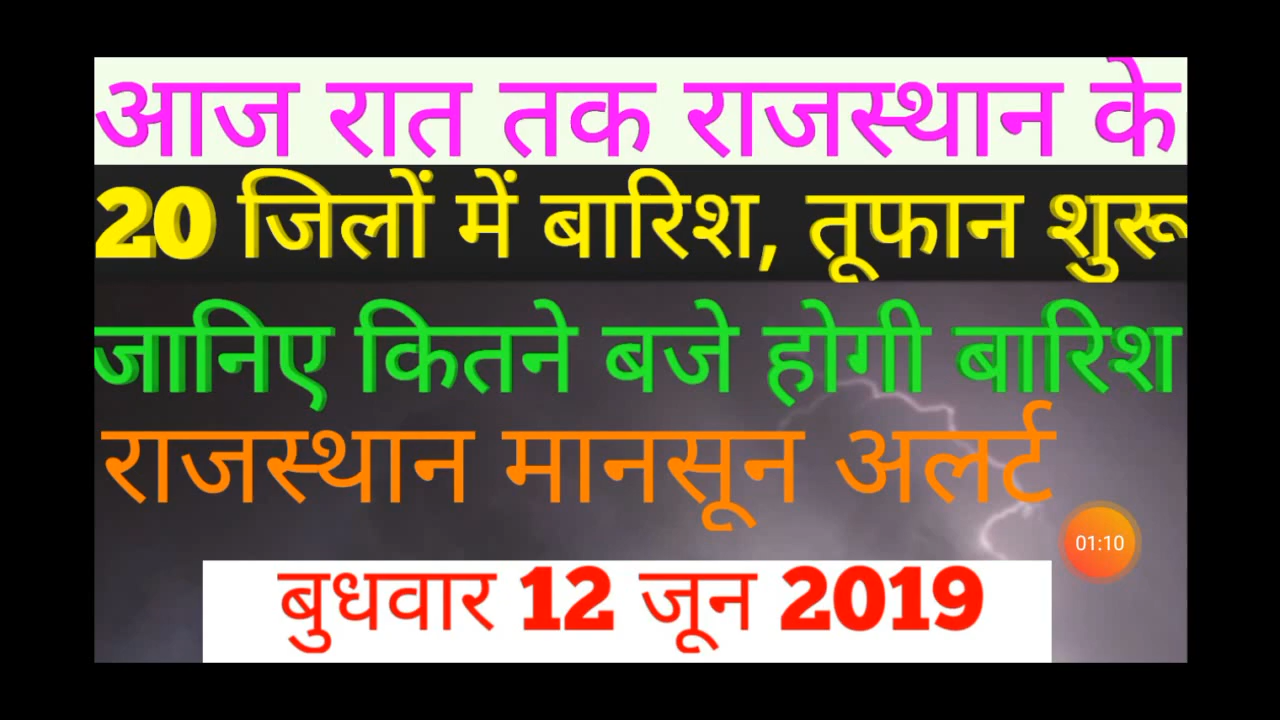 आज रात तक राजस्थान के
20 जिलों में बारिश, तूफान शुरू
जानिए कितने बजे होगी बारिश
राजस्थान मानसून अलर्ट
01:10
बुधवार 12 जून 2019